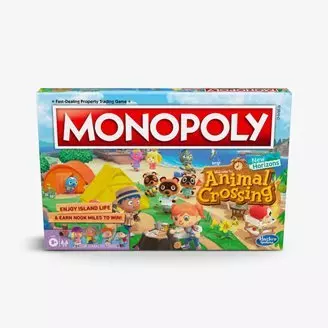 Fast-Dealing Property Trading Game
MONOPOLY
New
Horizons
Animal
Crossing
ENJOY ISLAND LIFE
& EARN NOOK MILES TO WIN!
Hasbro